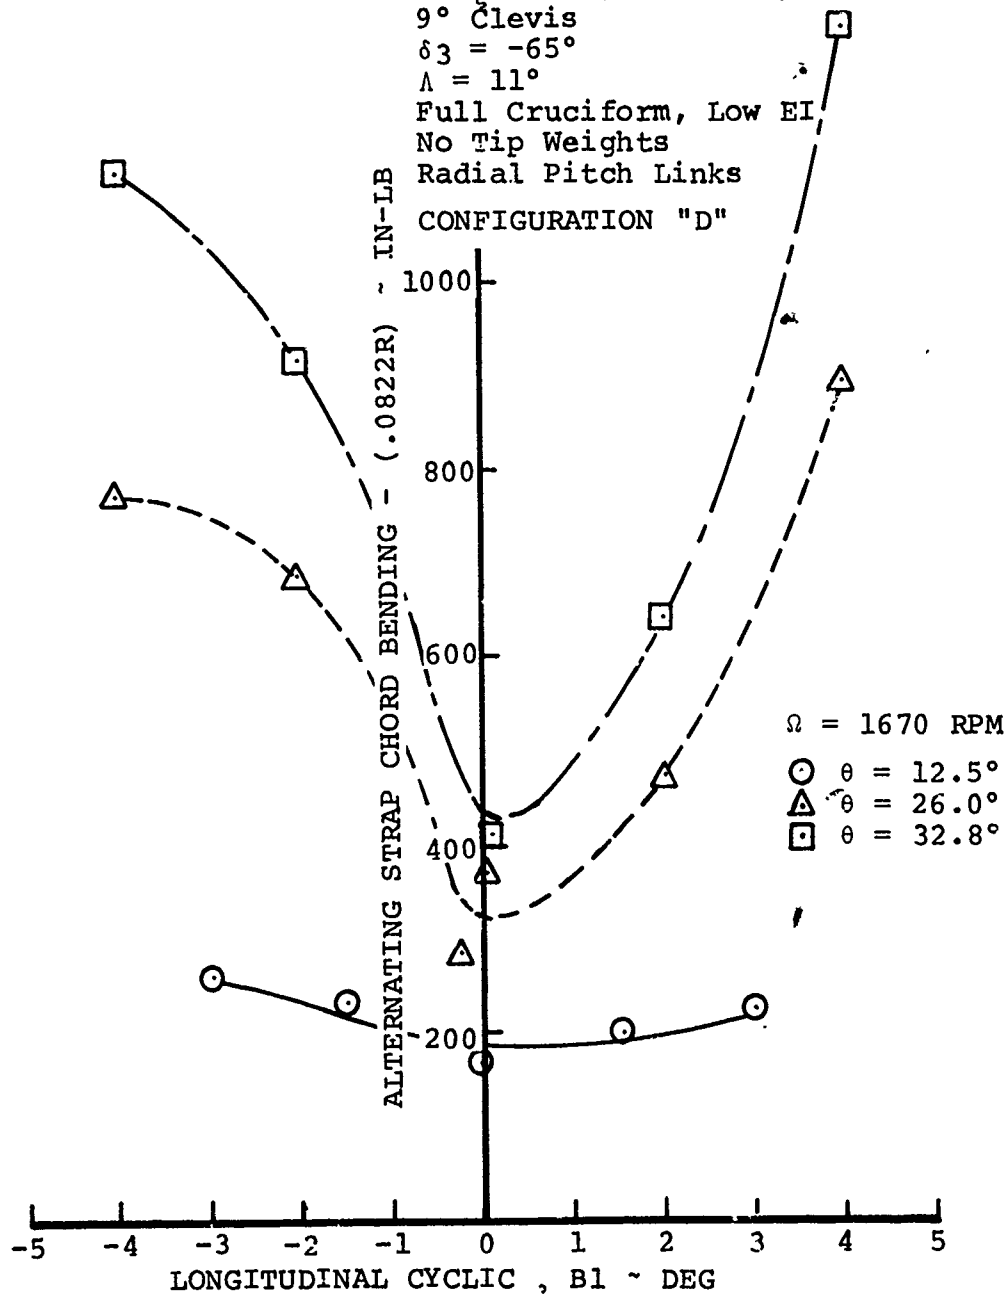 9° Clevis
δ3 = -65°
Λ = 11°
Full Cruciform, Low EI
No Tip Weights
Radial Pitch Links
CONFIGURATION "D"
ALTERNATING STRAP CHORD BENDING - (.0822R) ~ IN-LB
1000
800
600
400
200
Ω = 1670 RPM
θ = 12.5°
θ = 26.0°
θ = 32.8°
-5 -4 -3 -2 -1 0 1 2 3 4 5
LONGITUDINAL CYCLIC , B1 ~ DEG